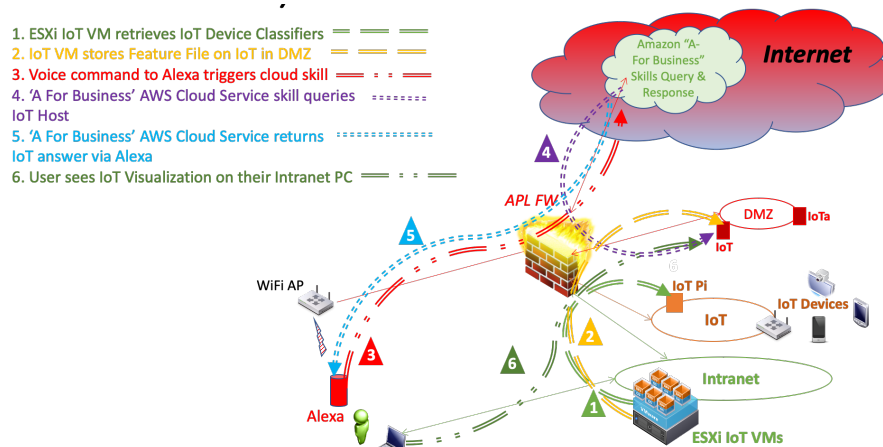 1. ESXi IoT VM retrieves IoT Device Classifiers
2. IoT VM stores Feature File on IoT in DMZ
3. Voice command to Alexa triggers cloud skill
4. ‘A For Business’ AWS Cloud Service skill queries
IoT Host
5. ‘A For Business’ AWS Cloud Service returns
IoT answer via Alexa
6. User sees IoT Visualization on their Intranet PC
Amazon “A-
For Business”
Skills Query &
Response
Internet
4
APL FW
DMZ
IoTa
IoT
5
6
WiFi AP
IoT Pi
IoT Devices
IoT
2
3
6
Intranet
1
Alexa
ESXi IoT VMs